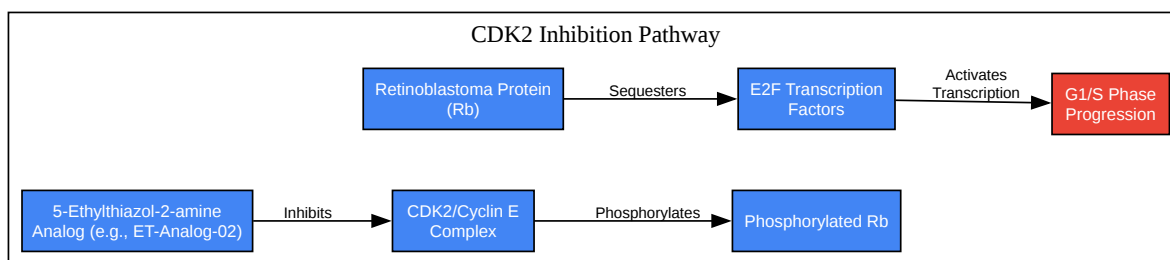 CDK2 Inhibition Pathway
Retinoblastoma Protein
(Rb)
Sequesters
E2F Transcription
Factors
Activates
Transcription
G1/S Phase
Progression
5-Ethylthiazol-2-amine
Analog (e.g., ET-Analog-02)
Inhibits
CDK2/Cyclin E
Complex
Phosphorylates
Phosphorylated Rb